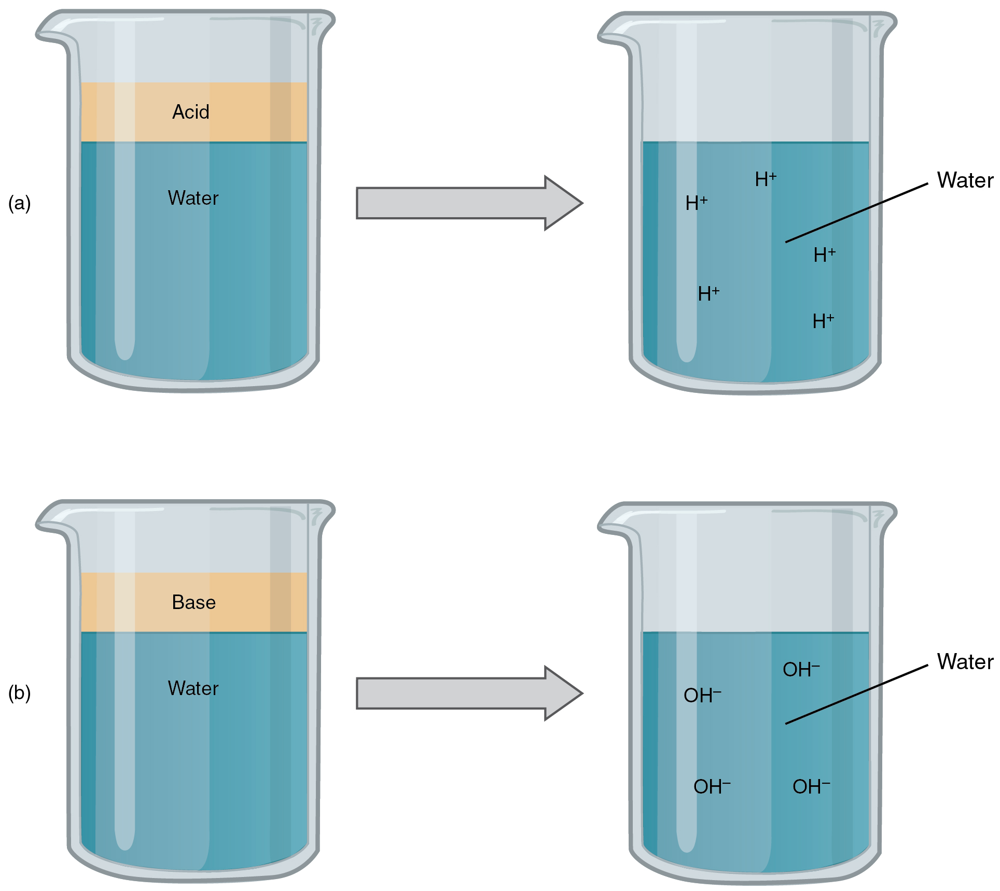 Acid
Water
(a)
H⁺
H⁺
Water
H⁺
H⁺
H⁺
Base
Water
(b)
OH⁻
OH⁻
Water
OH⁻ OH⁻